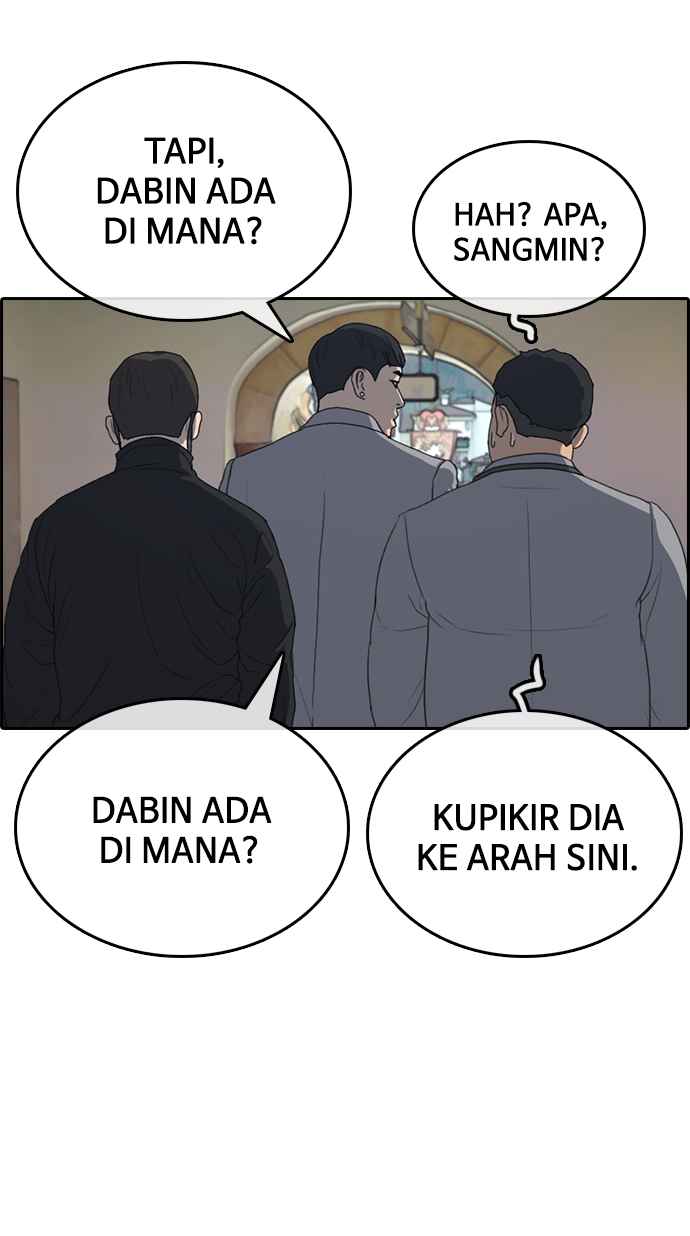 TAPI,
DABIN ADA
DI MANA?
HAH? APA,
SANGMIN?
DABIN ADA
DI MANA?
KUPIKIR DIA
KE ARAH SINI.